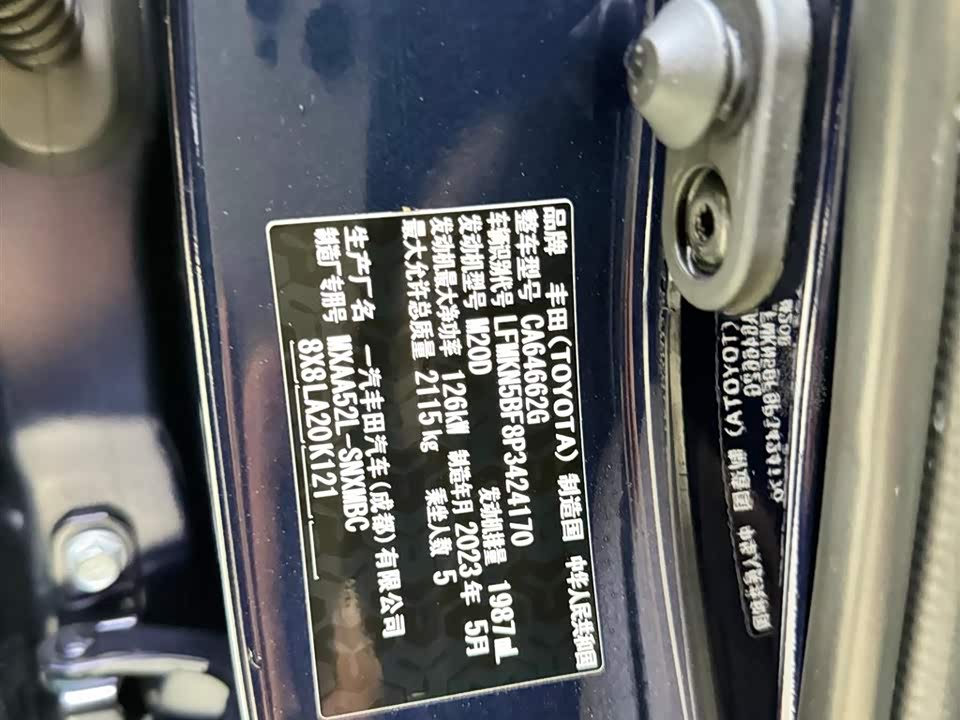 品牌 丰田(TOYOTA) 制造国 中华人民共和国
整车型号 CA64662G
车辆识别代号 LFMKN5BF8P3424170
发动机型号 M20D 发动机排量 1987mL
发动机最大净功率 126kW 制造年月 2023年 5月
最大允许总质量 2115kg 乘坐人数 5
生产厂名 一汽丰田汽车(成都)有限公司
制造厂专用号 MXAA52L-SNXMBC
8X8LA20K121